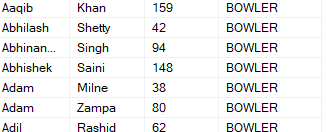 Aaqib Khan 159 BOWLER
Abhilash Shetty 42 BOWLER
Abhinan... Singh 94 BOWLER
Abhishek Saini 148 BOWLER
Adam Milne 38 BOWLER
Adam Zampa 80 BOWLER
Adil Rashid 62 BOWLER